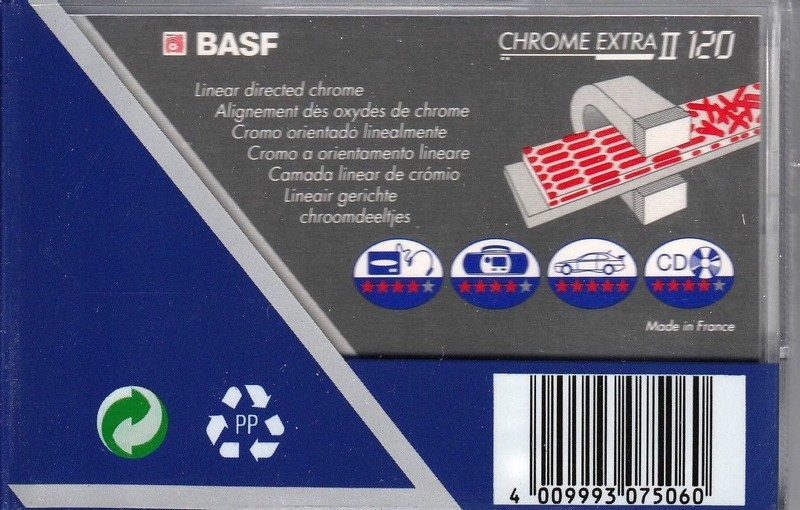 BASF
CHROME EXTRA II 120
Linear directed chrome
Alignement dès oxydes de chrome
Cromo orientado linealmente
Cromo a orientamento lineare
Camada linear de crómio
Lineair gerichte
chroomdeeltjes
CD
Made in France
PP
4 009993 075060